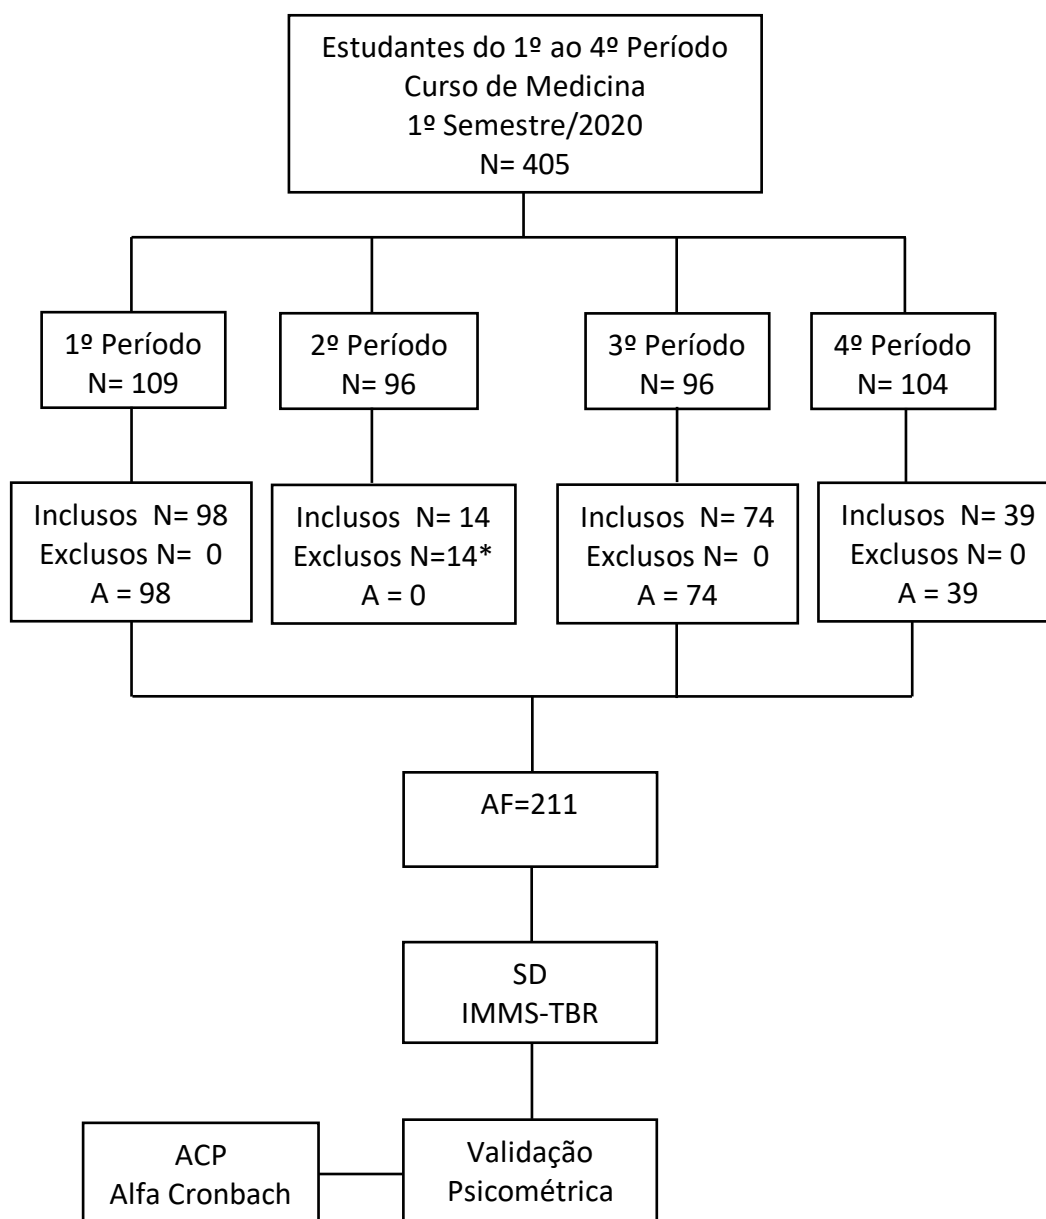 Estudantes do 1º ao 4º Período
Curso de Medicina
1º Semestre/2020
N= 405
1º Período
N= 109
2º Período
N= 96
3º Período
N= 96
4º Período
N= 104
Inclusos  N= 98
Exclusos N=  0
A = 98
Inclusos  N= 14
Exclusos N=14*
A = 0
Inclusos  N= 74
Exclusos N=  0
A = 74
Inclusos  N= 39
Exclusos N=0
A = 39
AF=211
SD
IMMS-TBR
ACP
Alfa Cronbach
Validação
Psicométrica